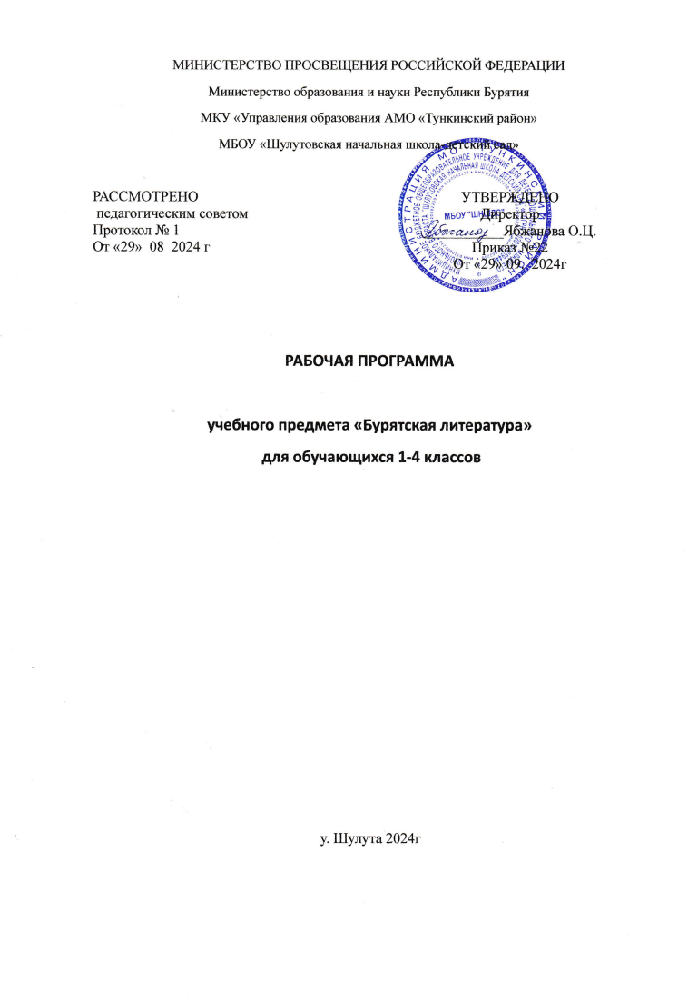 МИНИСТЕРСТВО ПРОСВЕЩЕНИЯ РОССИЙСКОЙ ФЕДЕРАЦИИ
Министерство образования и науки Республики Бурятия
МКУ «Управления образования АМО «Тункинский район»
МБОУ «Шулутовская начальная школа-детский сад»
РАССМОТРЕНО
педагогическим советом
Протокол № 1
От «29» 08 2024 г
УТВЕРЖДЕНО
Директор
Ябжанова О.Ц.
Приказ №22
От «29» 09 2024г
МБОУ "ШНШДС"
РАБОЧАЯ ПРОГРАММА
учебного предмета «Бурятская литература»
для обучающихся 1-4 классов
у. Шулута 2024г